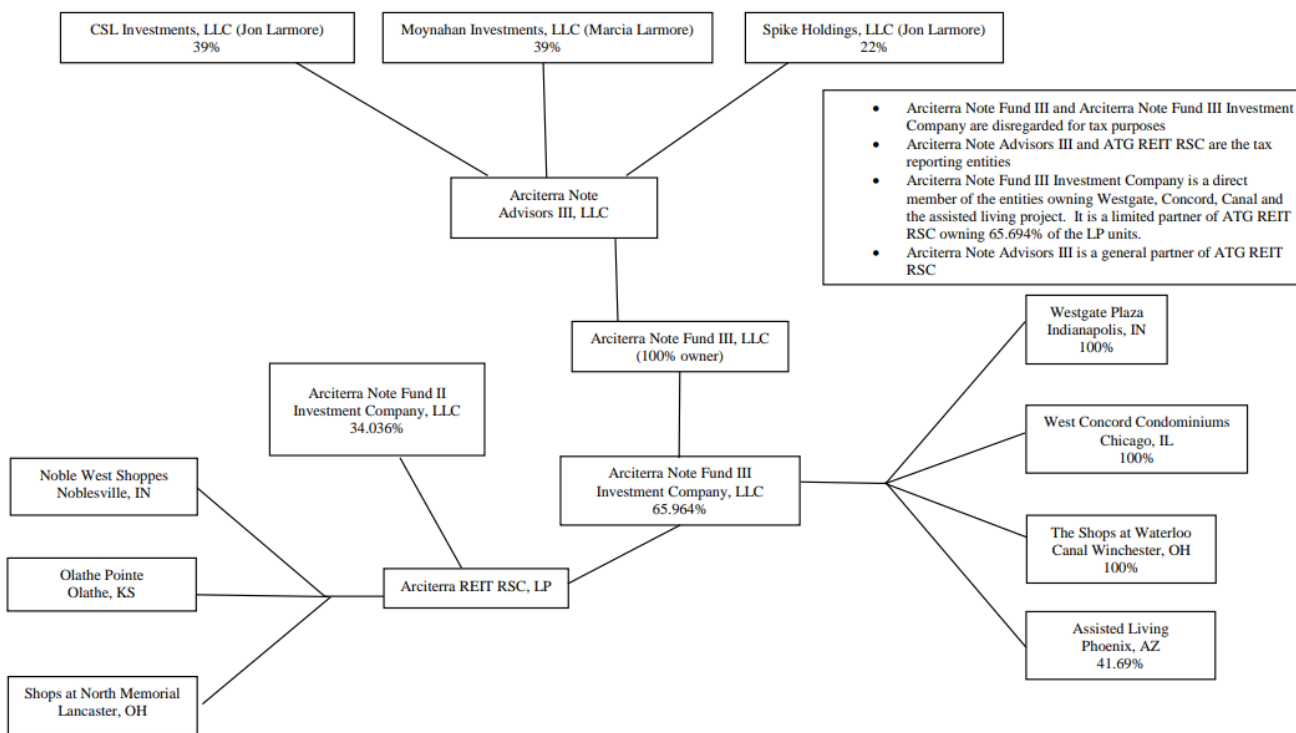 CSL Investments, LLC (Jon Larmore)
39%
Moynahan Investments, LLC (Marcia Larmore)
39%
Spike Holdings, LLC (Jon Larmore)
22%
• Arciterra Note Fund III and Arciterra Note Fund III Investment
Company are disregarded for tax purposes
• Arciterra Note Advisors III and ATG REIT RSC are the tax
reporting entities
• Arciterra Note Fund III Investment Company is a direct
member of the entities owning Westgate, Concord, Canal and
the assisted living project. It is a limited partner of ATG REIT
RSC owning 65.694% of the LP units.
• Arciterra Note Advisors III is a general partner of ATG REIT
RSC
Arciterra Note
Advisors III, LLC
Arciterra Note Fund III, LLC
(100% owner)
Westgate Plaza
Indianapolis, IN
100%
Arciterra Note Fund II
Investment Company, LLC
34.036%
West Concord Condominiums
Chicago, IL
100%
Noble West Shoppes
Noblesville, IN
Arciterra Note Fund III
Investment Company, LLC
65.964%
The Shops at Waterloo
Canal Winchester, OH
100%
Olathe Pointe
Olathe, KS
Arciterra REIT RSC, LP
Assisted Living
Phoenix, AZ
41.69%
Shops at North Memorial
Lancaster, OH